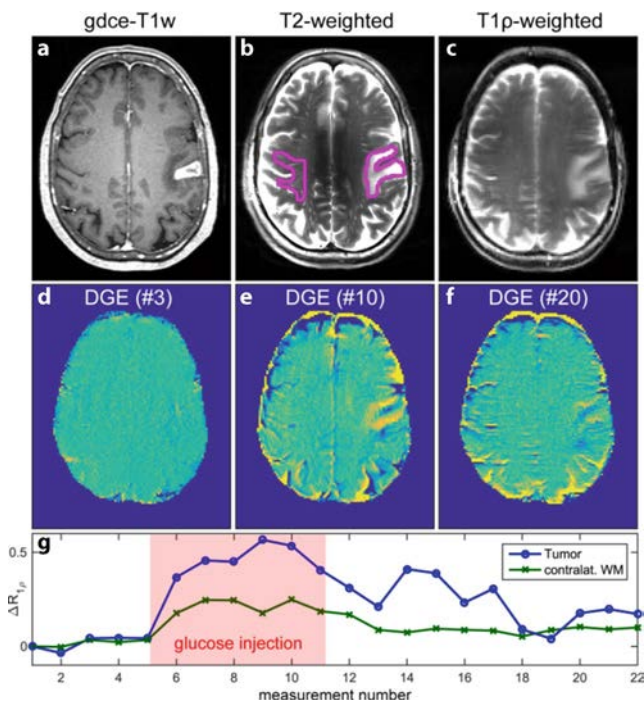 gdce-T1w T2-weighted T1ρ-weighted
a b c
d DGE (#3) e DGE (#10) f DGE (#20)
g
0.5
0
ΔR1ρ
Tumor
contralat. WM
glucose injection
2 4 6 8 10 12 14 16 18 20 22
measurement number